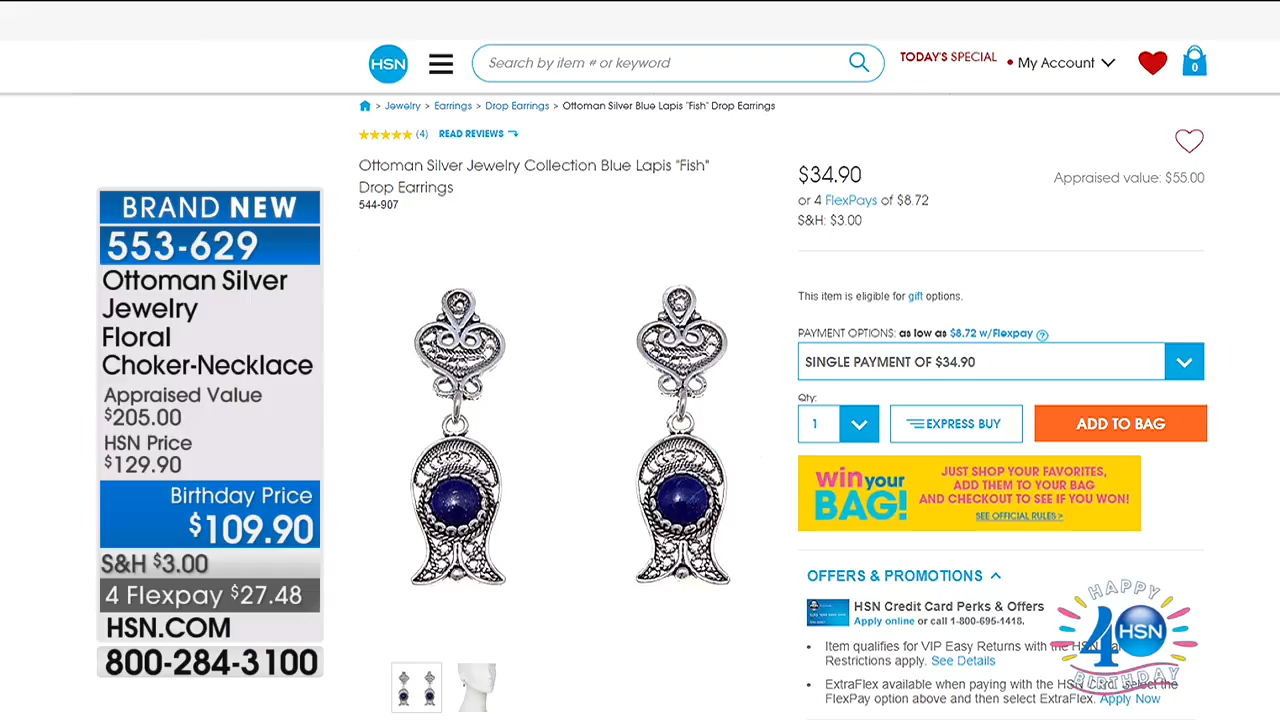 HSN
Search by item # or keyword
TODAY'S SPECIAL
• My Account
0
> Jewelry > Earrings > Drop Earrings > Ottoman Silver Blue Lapis "Fish" Drop Earrings
(4) READ REVIEWS
Ottoman Silver Jewelry Collection Blue Lapis "Fish"
Drop Earrings
544-907
$34.90
Appraised value: $55.00
or 4 FlexPays of $8.72
S&H: $3.00
This item is eligible for gift options.
PAYMENT OPTIONS: as low as $8.72 w/Flexpay ?
SINGLE PAYMENT OF $34.90
Qty:
1
EXPRESS BUY
ADD TO BAG
win your
BAG!
JUST SHOP YOUR FAVORITES,
ADD THEM TO YOUR BAG
AND CHECKOUT TO SEE IF YOU WON!
SEE OFFICIAL RULES >
OFFERS & PROMOTIONS
HSN Credit Card Perks & Offers
Apply online or call 1-800-695-1418.
• Item qualifies for VIP Easy Returns with the HSN
Restrictions apply. See Details
• ExtraFlex available when paying with the HSN Card. Select the
FlexPay option above and then select ExtraFlex. Apply Now
HAPPY
40
HSN
BIRTHDAY
BRAND NEW
553-629
Ottoman Silver
Jewelry
Floral
Choker-Necklace
Appraised Value
$205.00
HSN Price
$129.90
Birthday Price
$109.90
S&H $3.00
4 Flexpay $27.48
HSN.COM
800-284-3100